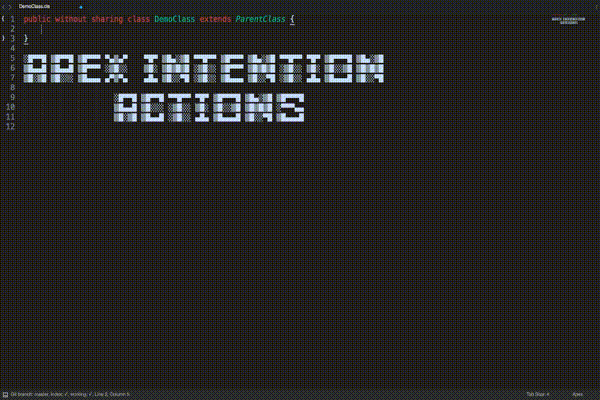 DemoClass.cls
1 public without sharing class DemoClass extends ParentClass {
2
3 }
4
5
6
7
8
9
10
11
12
APEX INTENTION
ACTIONS
Git branch: master, index: ✓, working: ✓, Line 2, Column 5
Tab Size: 4
Apex